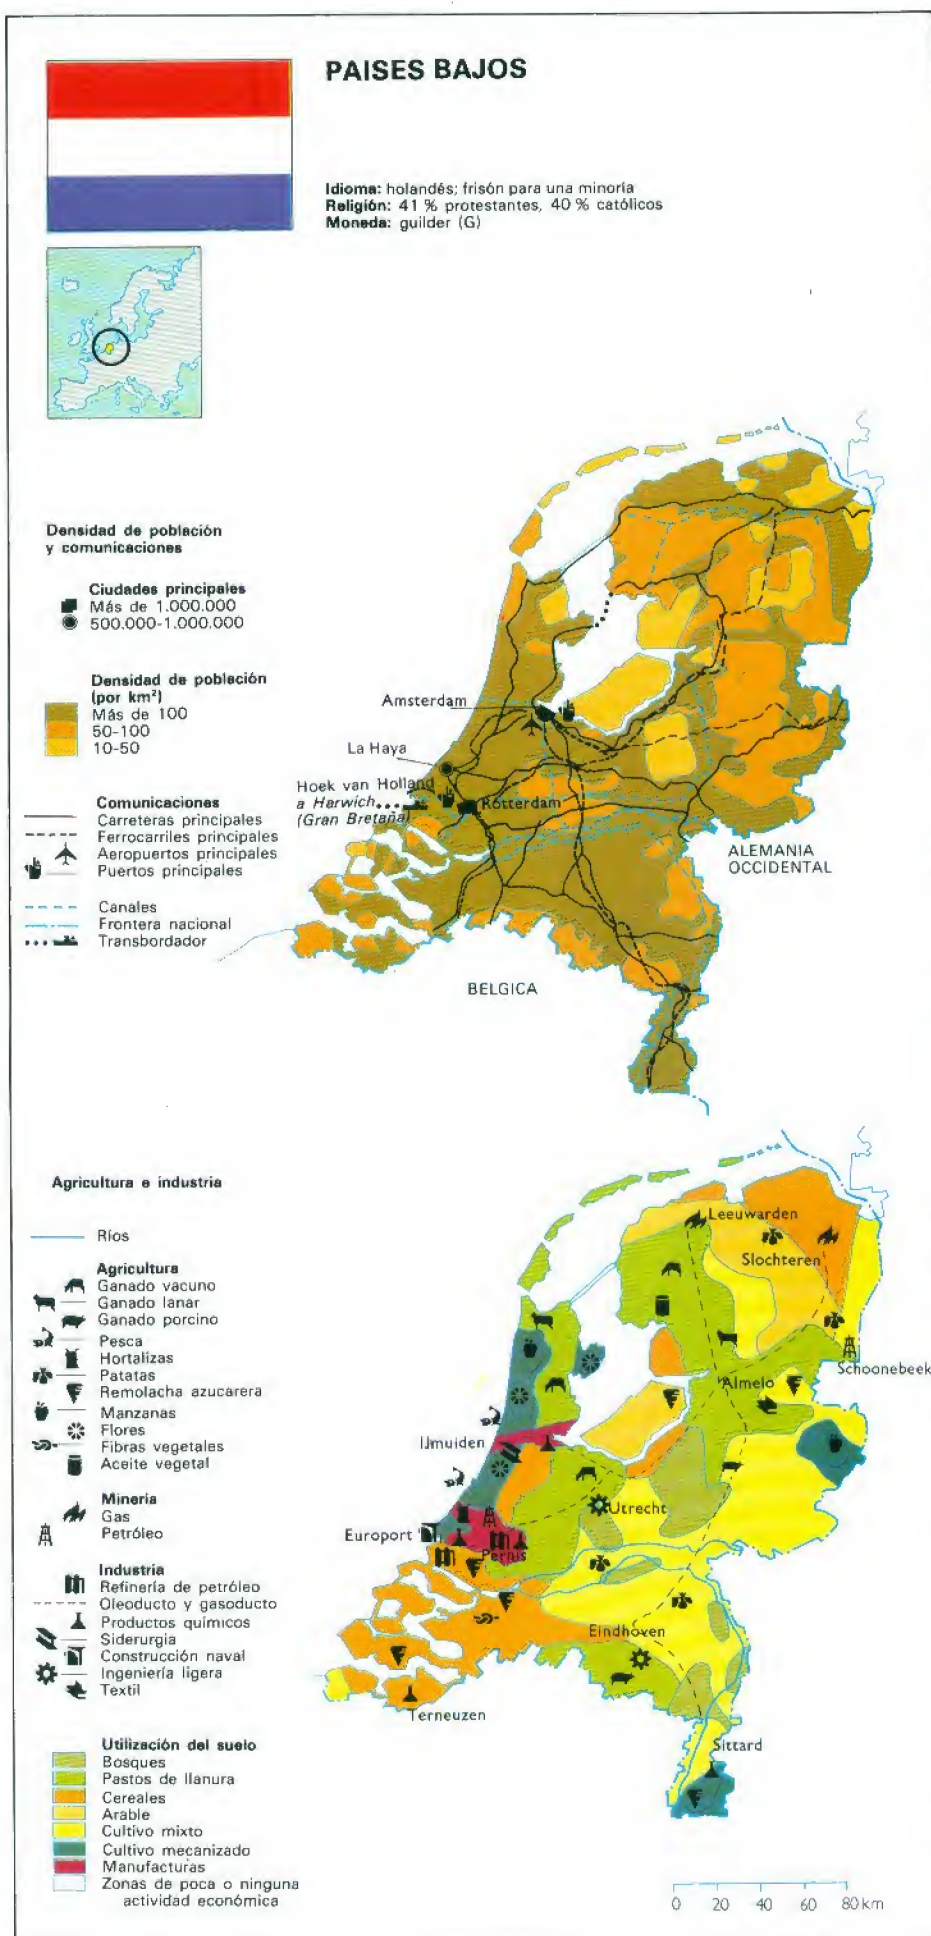 PAISES BAJOS
Idioma: holandés; frisón para una minoría
Religión: 41 % protestantes, 40 % católicos
Moneda: guilder (G)
Densidad de población
y comunicaciones
Ciudades principales
Más de 1.000.000
500.000-1.000.000
Densidad de población
(por km²)
Más de 100
50-100
10-50
Comunicaciones
Carreteras principales
Ferrocarriles principales
Aeropuertos principales
Puertos principales
Canales
Frontera nacional
Transbordador
Amsterdam
La Haya
Hoek van Holland
a Harwich
(Gran Bretaña)
Rotterdam
ALEMANIA
OCCIDENTAL
BELGICA
Agricultura e industria
Ríos
Agricultura
Ganado vacuno
Ganado lanar
Ganado porcino
Pesca
Hortalizas
Patatas
Remolacha azucarera
Manzanas
Flores
Fibras vegetales
Aceite vegetal
Minería
Gas
Petróleo
Industria
Refinería de petróleo
Oleoducto y gasoducto
Productos químicos
Siderurgia
Construcción naval
Ingeniería ligera
Textil
Utilización del suelo
Bosques
Pastos de llanura
Cereales
Arable
Cultivo mixto
Cultivo mecanizado
Manufacturas
Zonas de poca o ninguna
actividad económica
Leeuwarden
Slochteren
Schoonebeek
Almelo
IJmuiden
Utrecht
Europort
Pernis
Eindhoven
Terneuzen
Sittard
0 20 40 60 80 km